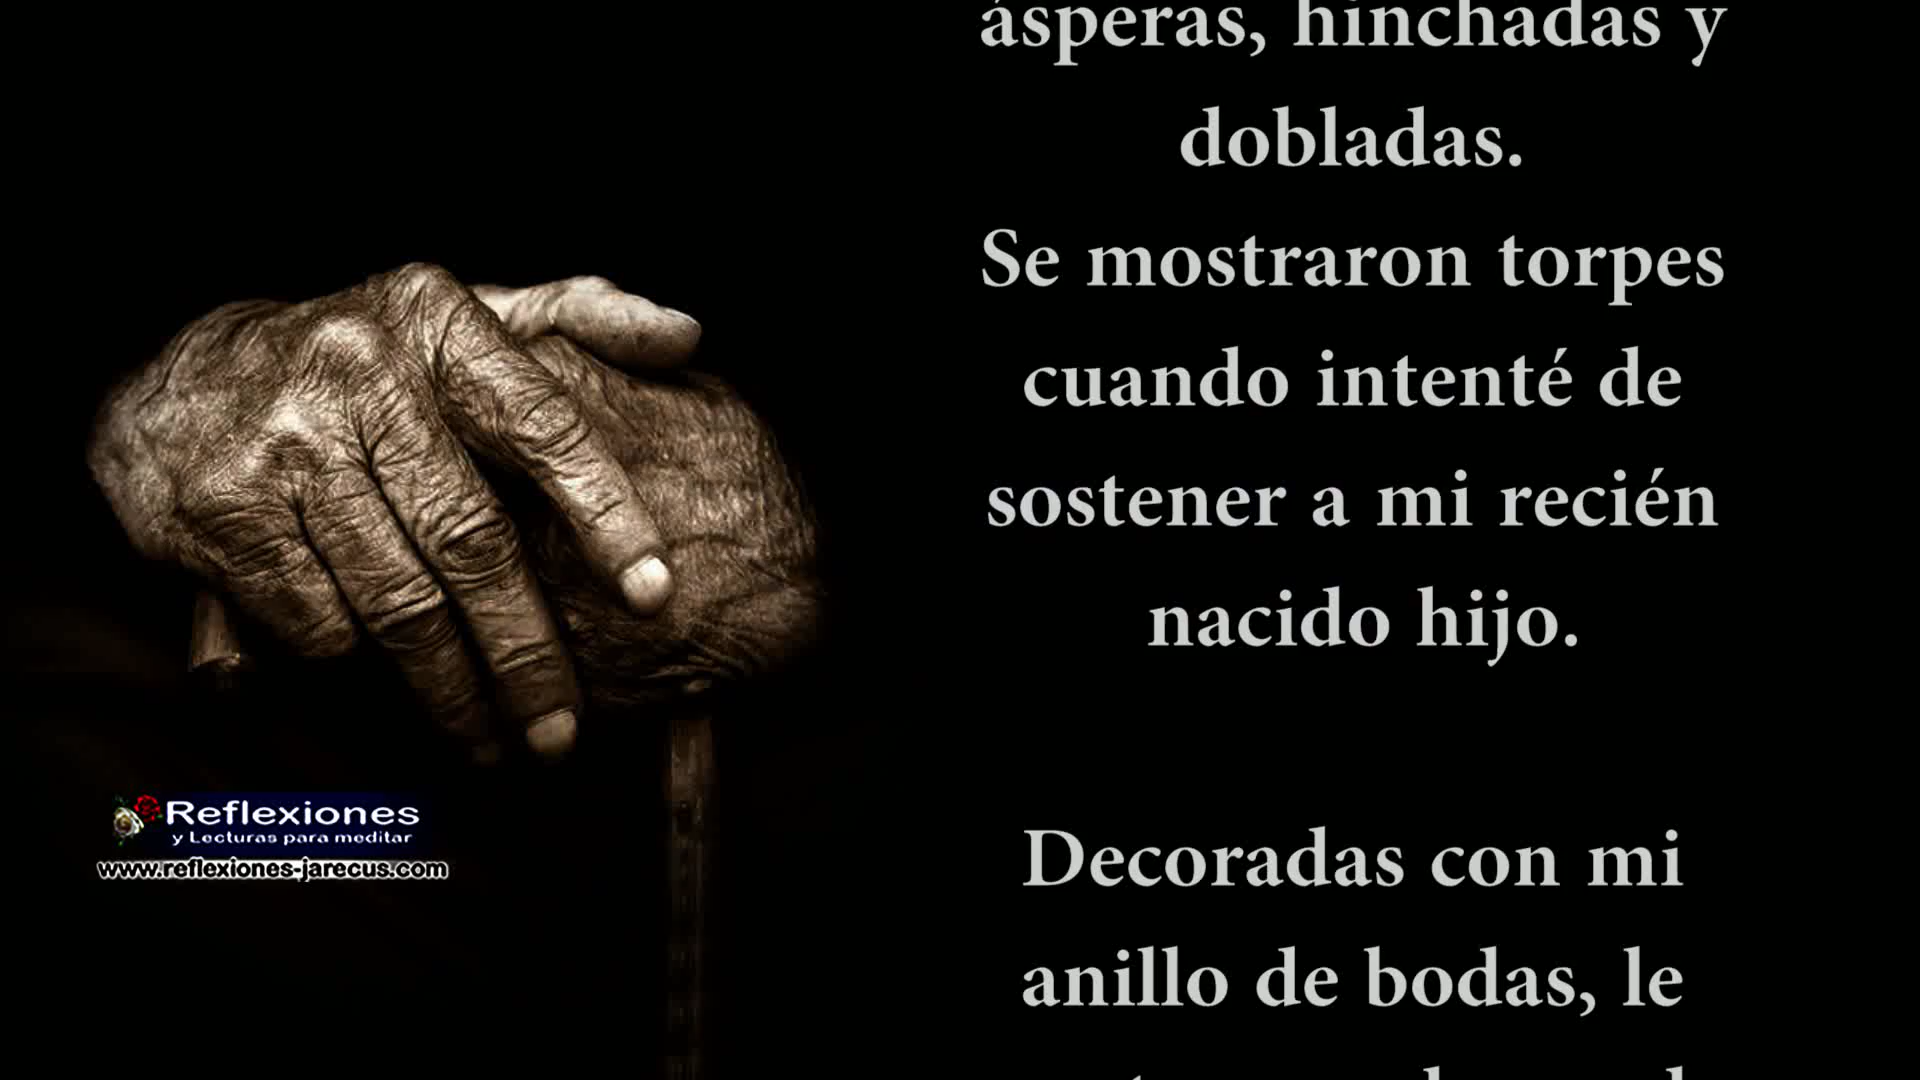 ásperas, hinchadas y
dobladas.
Se mostraron torpes
cuando intenté de
sostener a mi recién
nacido hijo.
Decoradas con mi
anillo de bodas, le
Reflexiones
y Lecturas para meditar
www.reflexiones-jarecus.com